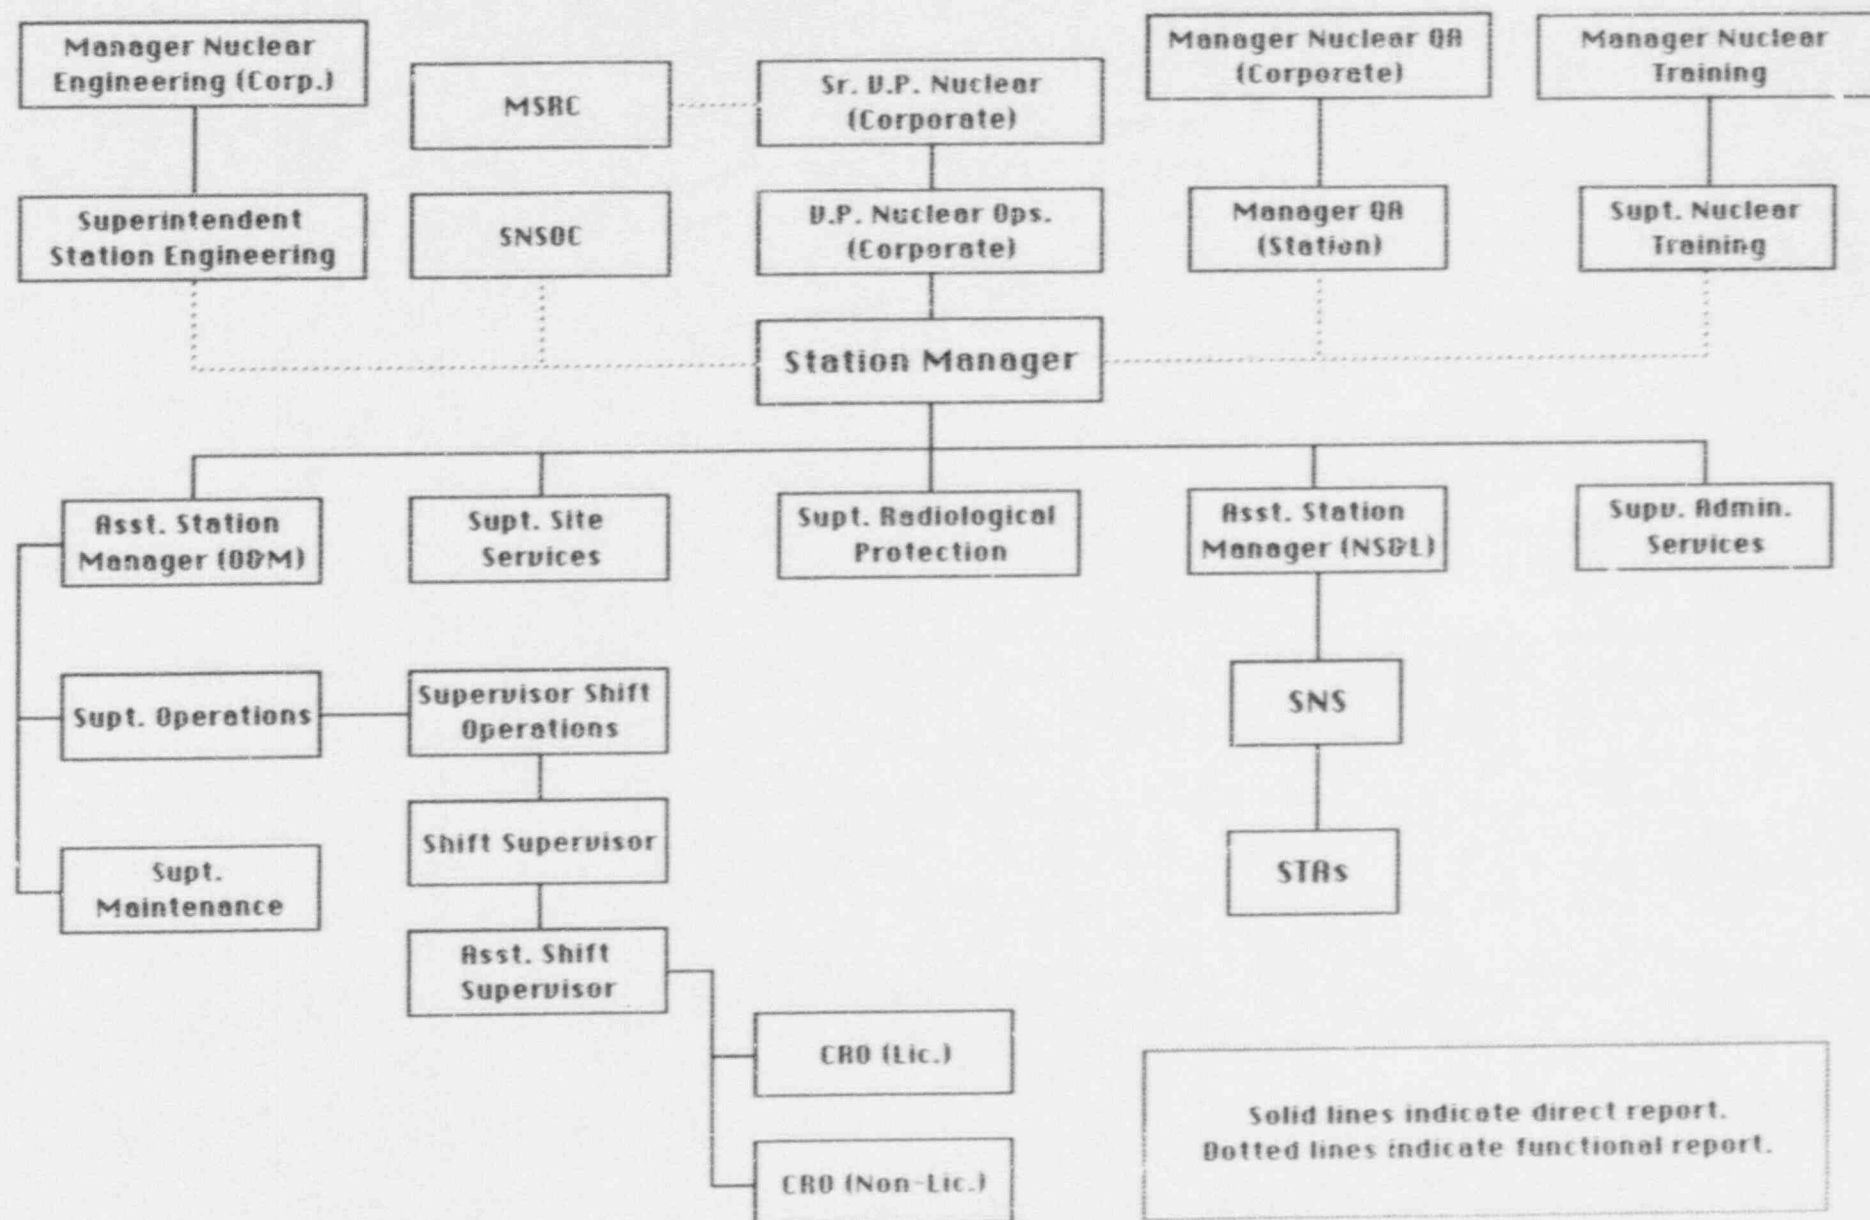 Manager Nuclear
Engineering (Corp.)
MSRC
Sr. V.P. Nuclear
(Corporate)
Manager Nuclear QA
(Corporate)
Manager Nuclear
Training
Superintendent
Station Engineering
SNSOC
V.P. Nuclear Ops.
(Corporate)
Manager QA
(Station)
Supt. Nuclear
Training
Station Manager
Asst. Station
Manager (O&M)
Supt. Site
Services
Supt. Radiological
Protection
Asst. Station
Manager (NS&L)
Supv. Admin.
Services
Supt. Operations
Supervisor Shift
Operations
SNS
Shift Supervisor
Supt.
Maintenance
STAs
Asst. Shift
Supervisor
CRO (Lic.)
CRO (Non-Lic.)
Solid lines indicate direct report.
Dotted lines indicate functional report.